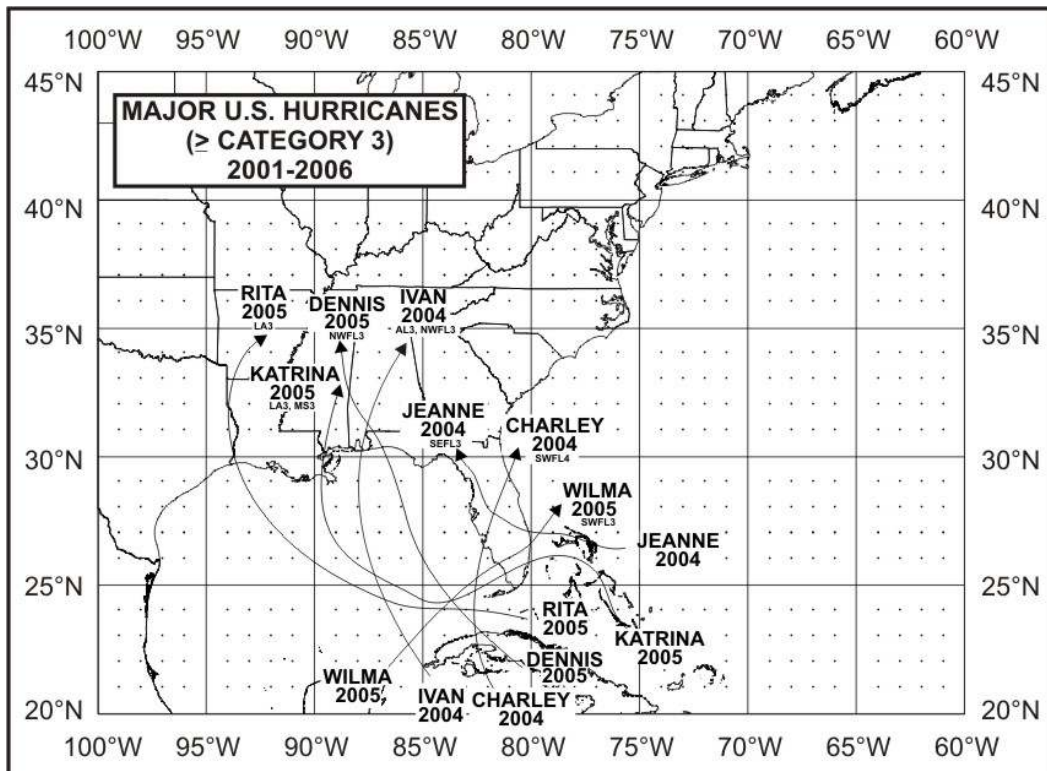 100°W 95°W 90°W 85°W 80°W 75°W 70°W 65°W 60°W
45°N 45°N
MAJOR U.S. HURRICANES
(≥ CATEGORY 3)
2001-2006
40°N 40°N
RITA
2005
LA3
DENNIS
2005
NWFL3
IVAN
2004
AL3, NWFL3
35°N 35°N
KATRINA
2005
LA3, MS3
JEANNE
2004
SEFL3
CHARLEY
2004
SWFL4
30°N 30°N
WILMA
2005
SWFL3
JEANNE
2004
25°N 25°N
RITA
2005
KATRINA
2005
DENNIS
2005
WILMA
2005
IVAN
2004
CHARLEY
2004
20°N 20°N
100°W 95°W 90°W 85°W 80°W 75°W 70°W 65°W 60°W